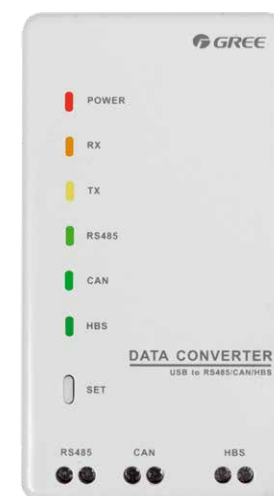 GREE
POWER
RX
TX
RS485
CAN
HBS
DATA CONVERTER
USB to RS485/CAN/HBS
SET
RS485 CAN HBS